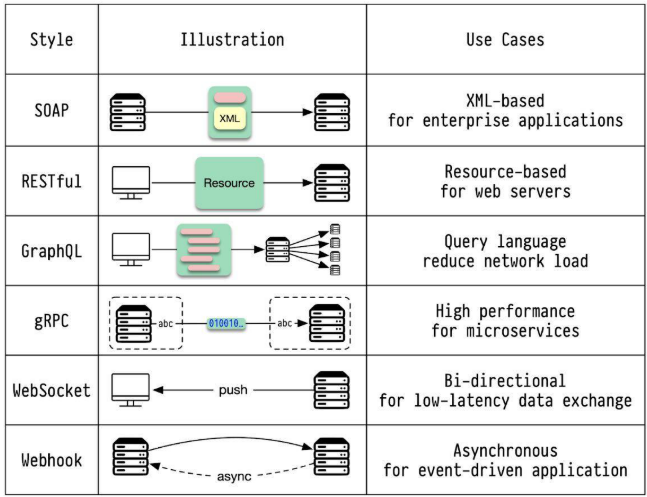 Style
Illustration
Use Cases
SOAP
XML
XML-based
for enterprise applications
RESTful
Resource
Resource-based
for web servers
GraphQL
Query language
reduce network load
gRPC
abc
010010…
abc
High performance
for microservices
WebSocket
push
Bi-directional
for low-latency data exchange
Webhook
async
Asynchronous
for event-driven application